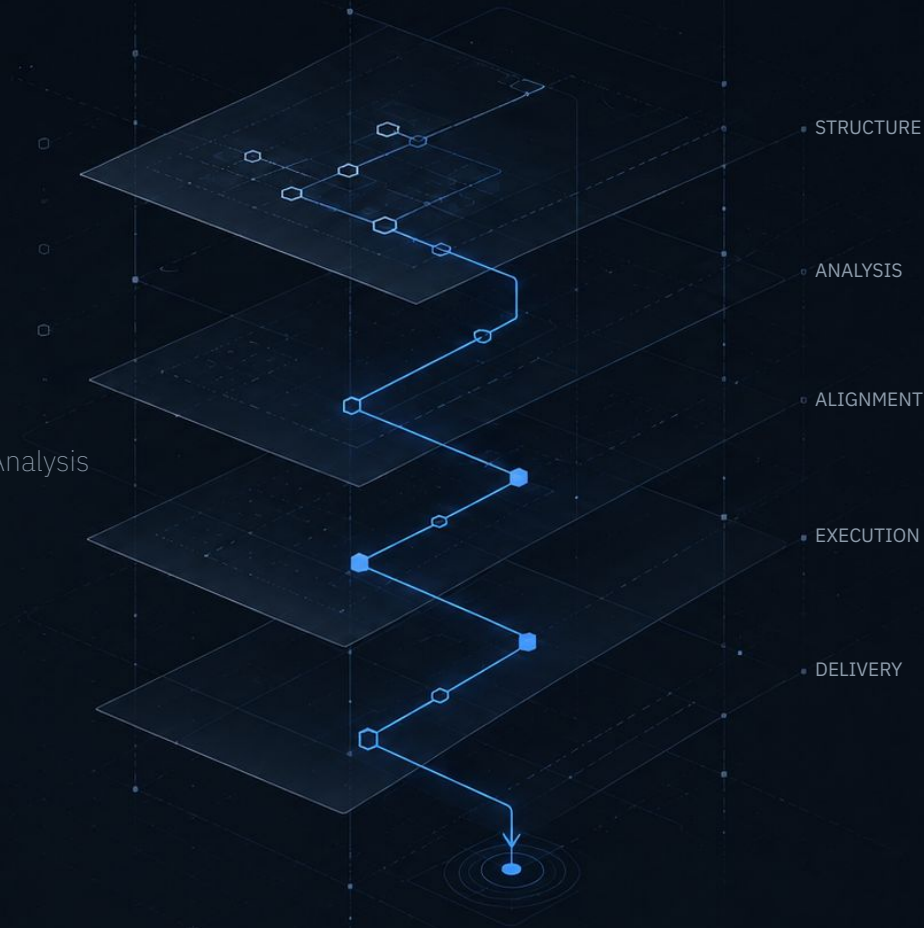 STRUCTURE
ANALYSIS
ALIGNMENT
Analysis
EXECUTION
DELIVERY